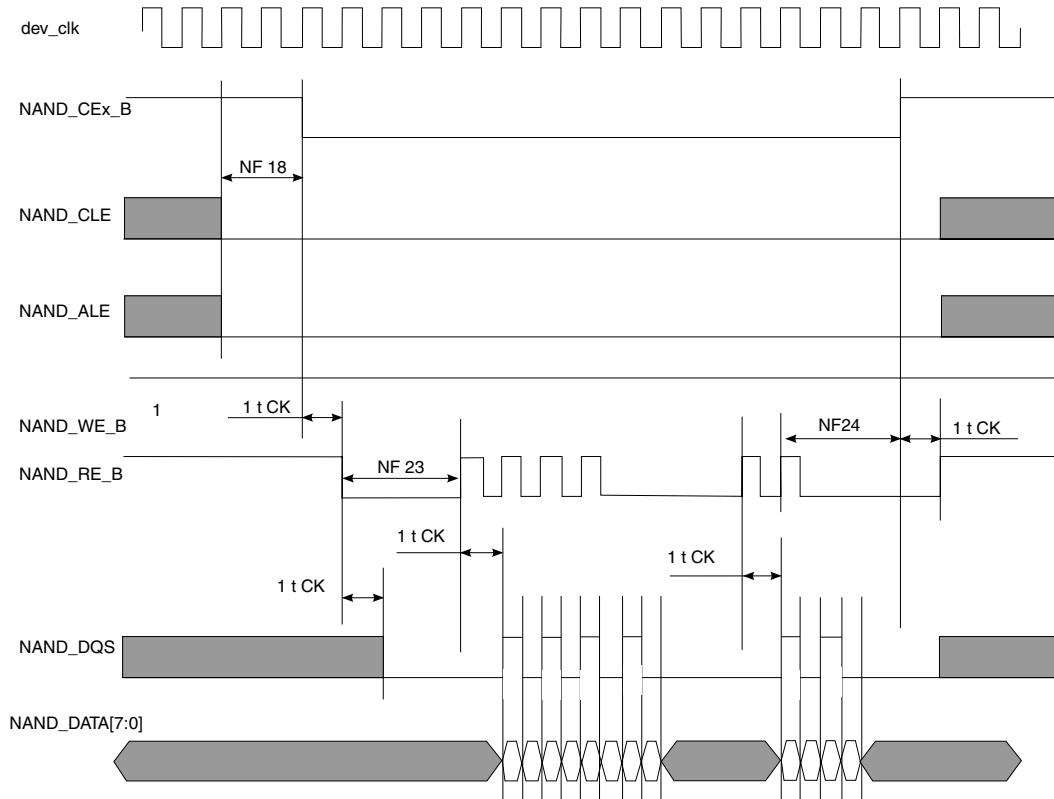 dev_clk
NAND_CEx_B
NF 18
NAND_CLE
NAND_ALE
1
1 t CK
NAND_WE_B
NF24
1 t CK
NF 23
NAND_RE_B
1 t CK
1 t CK
1 t CK
NAND_DQS
NAND_DATA[7:0]